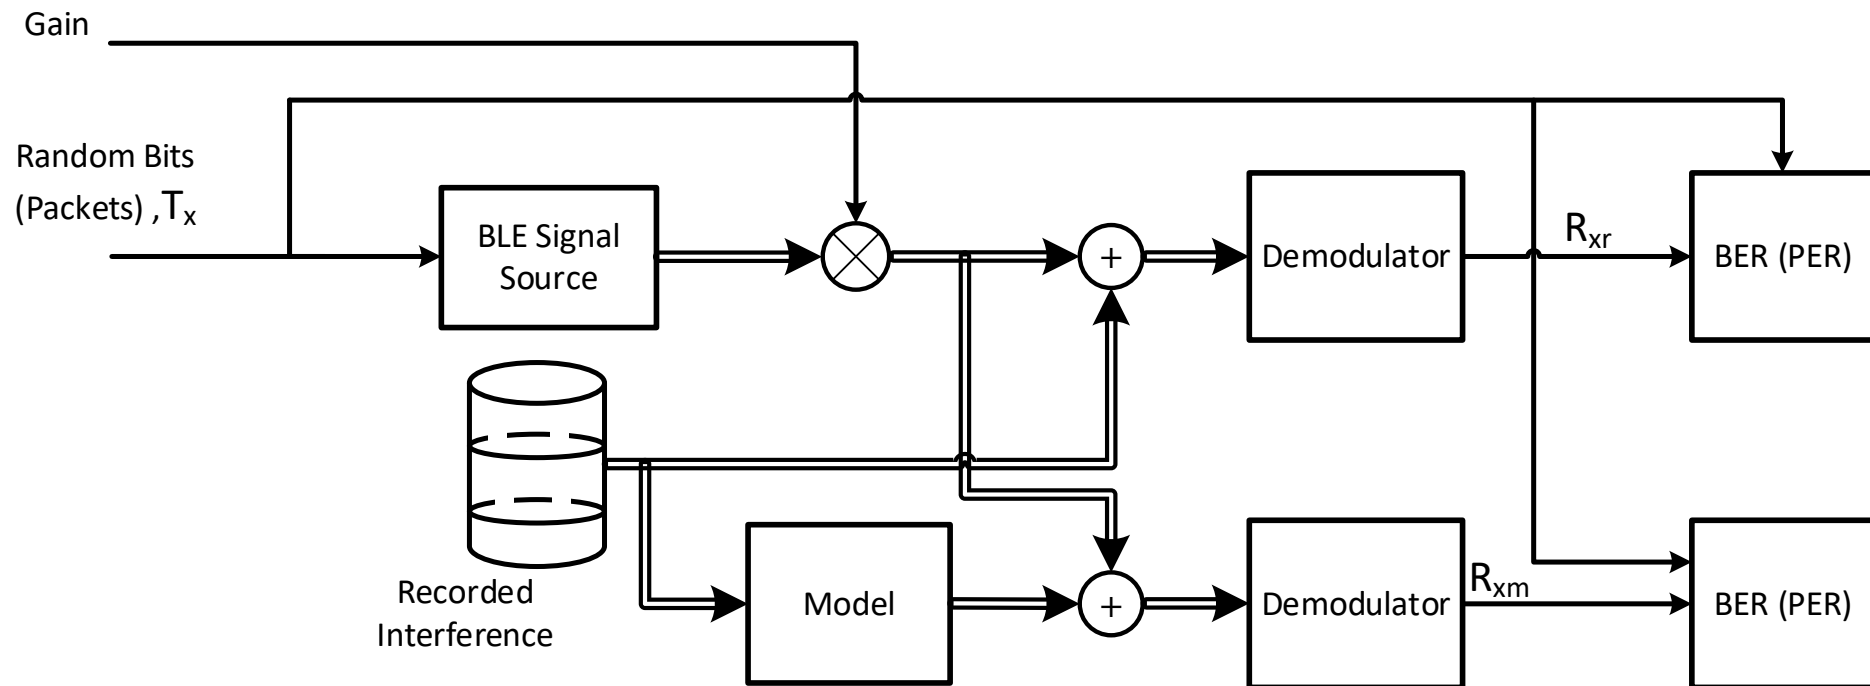 Gain
Random Bits
(Packets) ,Tx
BLE Signal
Source
+
Demodulator
Rxr
BER (PER)
Recorded
Interference
Model
+
Demodulator
Rxm
BER (PER)